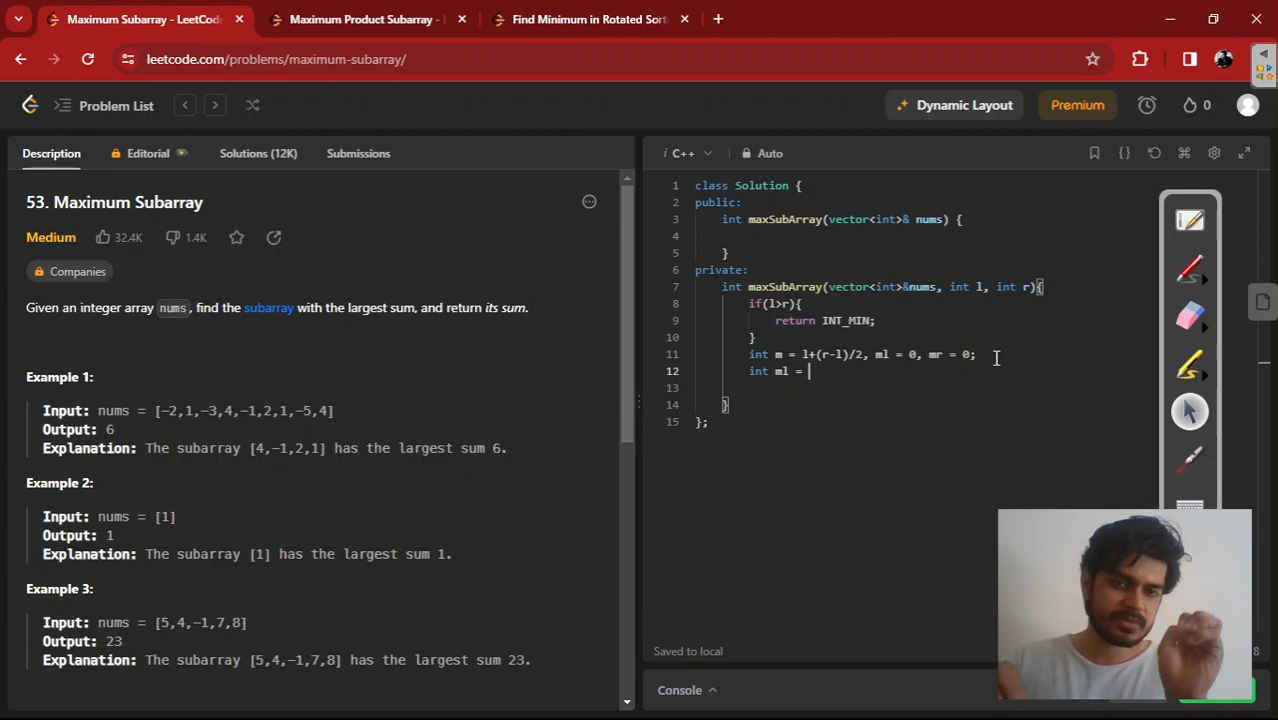 Maximum Subarray - LeetCode
Maximum Product Subarray -
Find Minimum in Rotated Sort
leetcode.com/problems/maximum-subarray/
Problem List
Dynamic Layout
Premium
0
Description
Editorial
Solutions (12K)
Submissions
i C++
Auto
53. Maximum Subarray
Medium
32.4K
1.4K
Companies
Given an integer array nums, find the subarray with the largest sum, and return its sum.
Example 1:
Input: nums = [-2,1,-3,4,-1,2,1,-5,4]
Output: 6
Explanation: The subarray [4,-1,2,1] has the largest sum 6.
Example 2:
Input: nums = [1]
Output: 1
Explanation: The subarray [1] has the largest sum 1.
Example 3:
Input: nums = [5,4,-1,7,8]
Output: 23
Explanation: The subarray [5,4,-1,7,8] has the largest sum 23.
1 class Solution {
2 public:
3 int maxSubArray(vector<int>& nums) {
4
5 }
6 private:
7 int maxSubArray(vector<int>&nums, int l, int r){
8 if(l>r){
9 return INT_MIN;
10 }
11 int m = l+(r-l)/2, ml = 0, mr = 0;
12 int ml =
13
14 }
15 };
Saved to local
8
Console